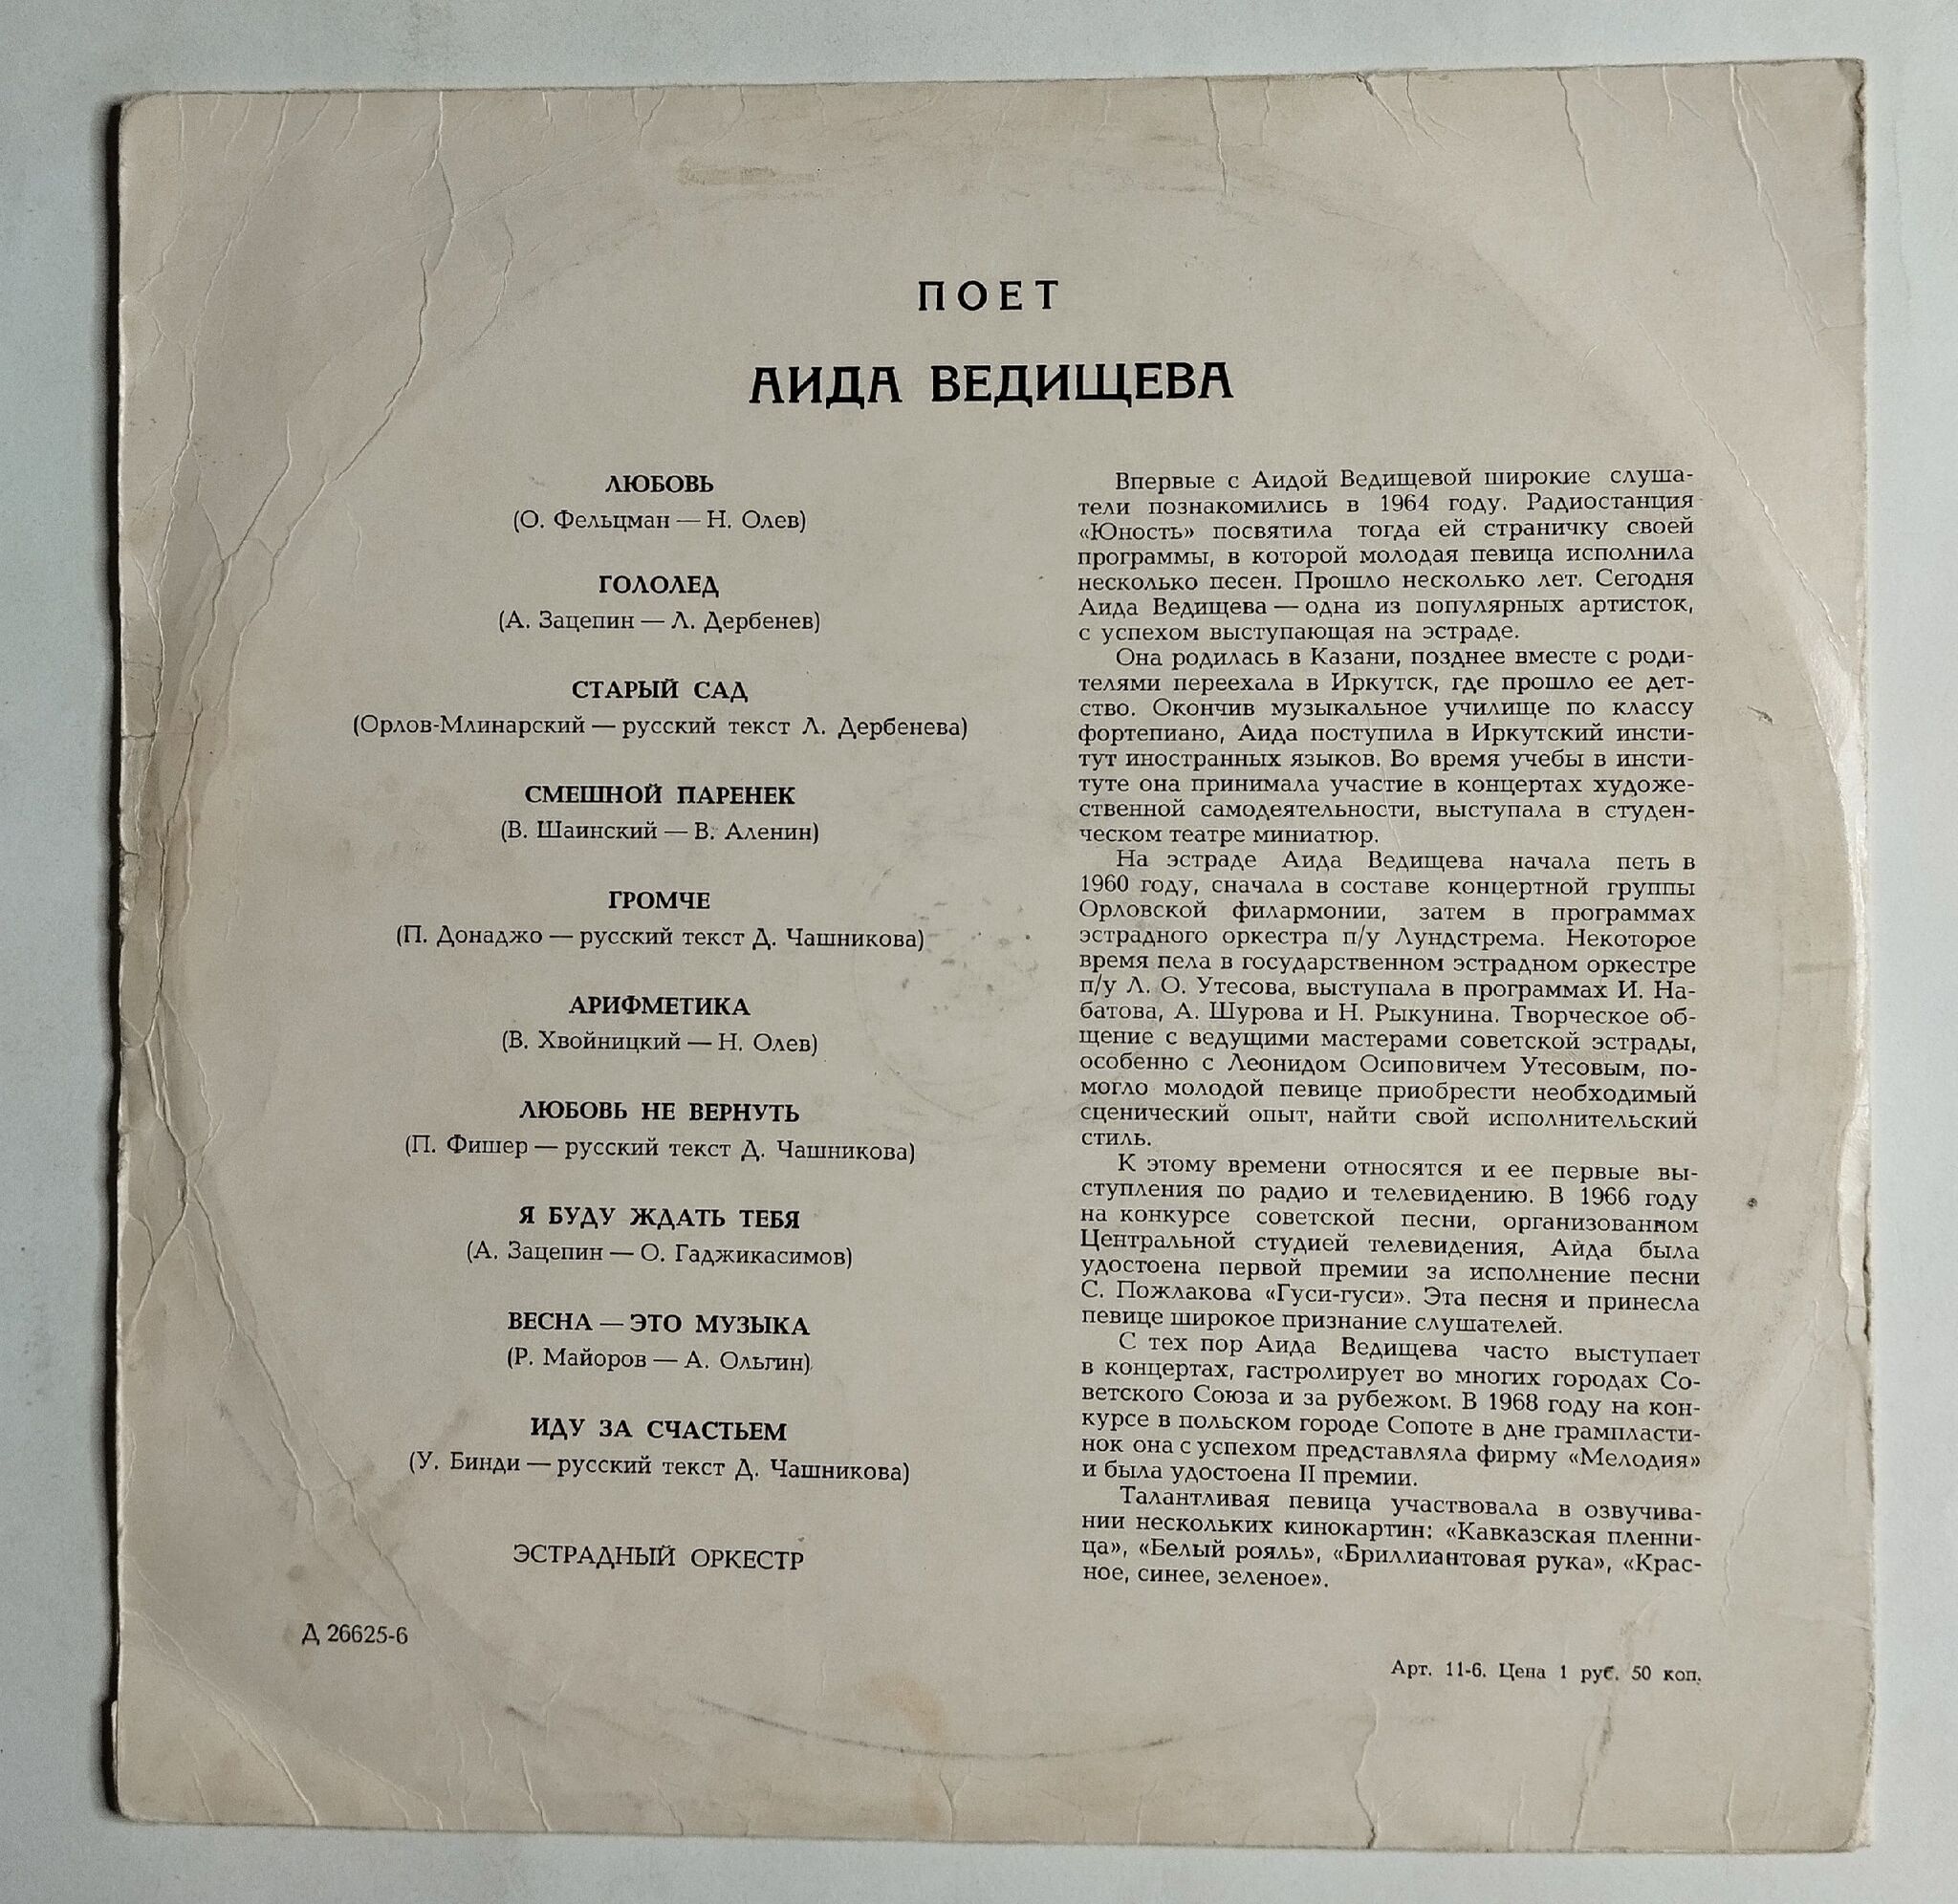 ПОЕТ
АИДА ВЕДИЩЕВА
ЛЮБОВЬ
(О. Фельцман — Н. Олев)
ГОЛОЛЕД
(А. Зацепин — Л. Дербенев)
СТАРЫЙ САД
(Орлов-Млинарский — русский текст Л. Дербенева)
СМЕШНОЙ ПАРЕНЕК
(В. Шаинский — В. Аленин)
ГРОМЧЕ
(П. Донаджо — русский текст Д. Чашникова)
АРИФМЕТИКА
(В. Хвойницкий — Н. Олев)
ЛЮБОВЬ НЕ ВЕРНУТЬ
(П. Фишер — русский текст Д. Чашникова)
Я БУДУ ЖДАТЬ ТЕБЯ
(А. Зацепин — О. Гаджикасимов)
ВЕСНА — ЭТО МУЗЫКА
(Р. Майоров — А. Ольгин)
ИДУ ЗА СЧАСТЬЕМ
(У. Бинди — русский текст Д. Чашникова)
ЭСТРАДНЫЙ ОРКЕСТР
Д 26625-6
Впервые с Аидой Ведищевой широкие слуша-
тели познакомились в 1964 году. Радиостанция
«Юность» посвятила тогда ей страничку своей
программы, в которой молодая певица исполнила
несколько песен. Прошло несколько лет. Сегодня
Аида Ведищева — одна из популярных артисток,
с успехом выступающая на эстраде.
Она родилась в Казани, позднее вместе с роди-
телями переехала в Иркутск, где прошло ее дет-
ство. Окончив музыкальное училище по классу
фортепиано, Аида поступила в Иркутский инсти-
тут иностранных языков. Во время учебы в инсти-
туте она принимала участие в концертах художе-
ственной самодеятельности, выступала в студен-
ческом театре миниатюр.
На эстраде Аида Ведищева начала петь в
1960 году, сначала в составе концертной группы
Орловской филармонии, затем в программах
эстрадного оркестра п/у Лундстрема. Некоторое
время пела в государственном эстрадном оркестре
п/у Л. О. Утесова, выступала в программах И. На-
батова, А. Шурова и Н. Рыкунина. Творческое об-
щение с ведущими мастерами советской эстрады,
особенно с Леонидом Осиповичем Утесовым, по-
могло молодой певице приобрести необходимый
сценический опыт, найти свой исполнительский
стиль.
К этому времени относятся и ее первые вы-
ступления по радио и телевидению. В 1966 году
на конкурсе советской песни, организованном
Центральной студией телевидения, Аида была
удостоена первой премии за исполнение песни
С. Пожлакова «Гуси-гуси». Эта песня и принесла
певице широкое признание слушателей.
С тех пор Аида Ведищева часто выступает
в концертах, гастролирует во многих городах Со-
ветского Союза и за рубежом. В 1968 году на кон-
курсе в польском городе Сопоте в дне грампласти-
нок она с успехом представляла фирму «Мелодия»
и была удостоена II премии.
Талантливая певица участвовала в озвучива-
нии нескольких кинокартин: «Кавказская пленни-
ца», «Белый рояль», «Бриллиантовая рука», «Крас-
ное, синее, зеленое».
Арт. 11-6. Цена 1 руб. 50 коп.